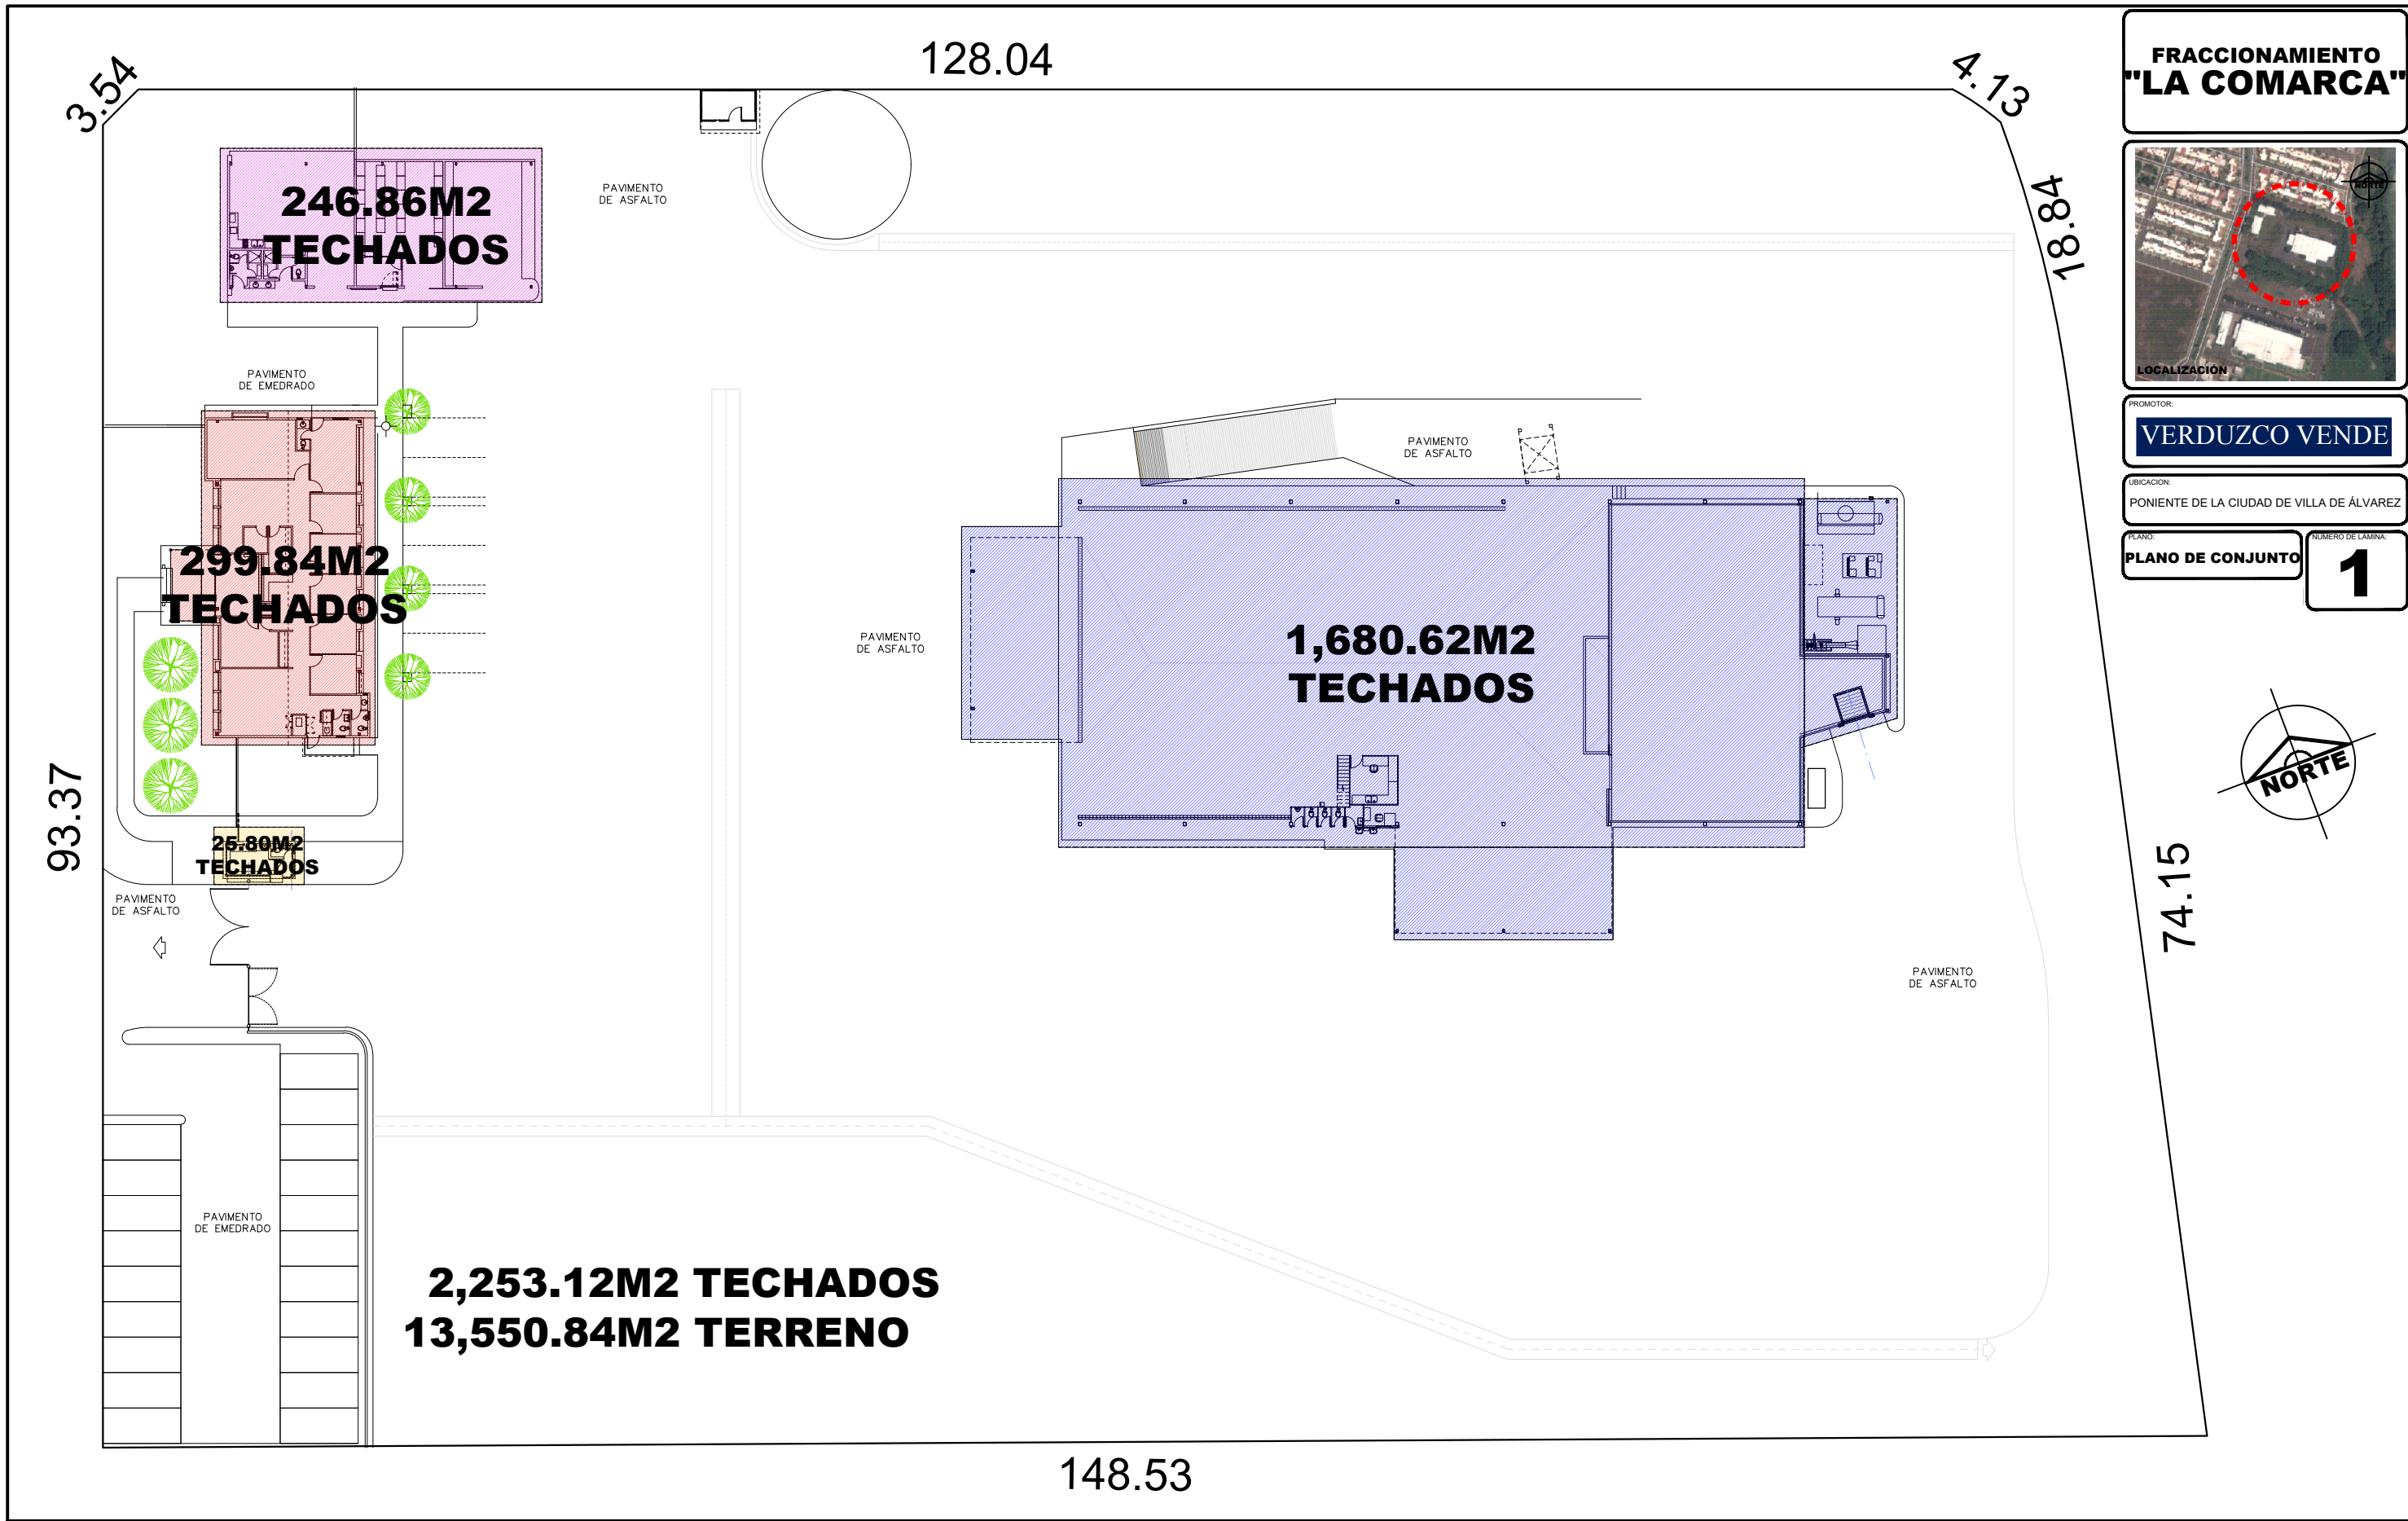 128.04
3.54
4.13
18.84
93.37
74.15
148.53
246.86M2
TECHADOS
PAVIMENTO
DE ASFALTO
PAVIMENTO
DE EMEDRADO
299.84M2
TECHADOS
25.80M2
TECHADOS
PAVIMENTO
DE ASFALTO
PAVIMENTO
DE ASFALTO
PAVIMENTO
DE ASFALTO
1,680.62M2
TECHADOS
PAVIMENTO
DE ASFALTO
PAVIMENTO
DE EMEDRADO
2,253.12M2 TECHADOS
13,550.84M2 TERRENO
FRACCIONAMIENTO
"LA COMARCA"
NORTE
LOCALIZACIÓN
PROMOTOR:
VERDUZCO VENDE
UBICACION:
PONIENTE DE LA CIUDAD DE VILLA DE ÁLVAREZ
PLANO:
PLANO DE CONJUNTO
NUMERO DE LAMINA:
1
NORTE